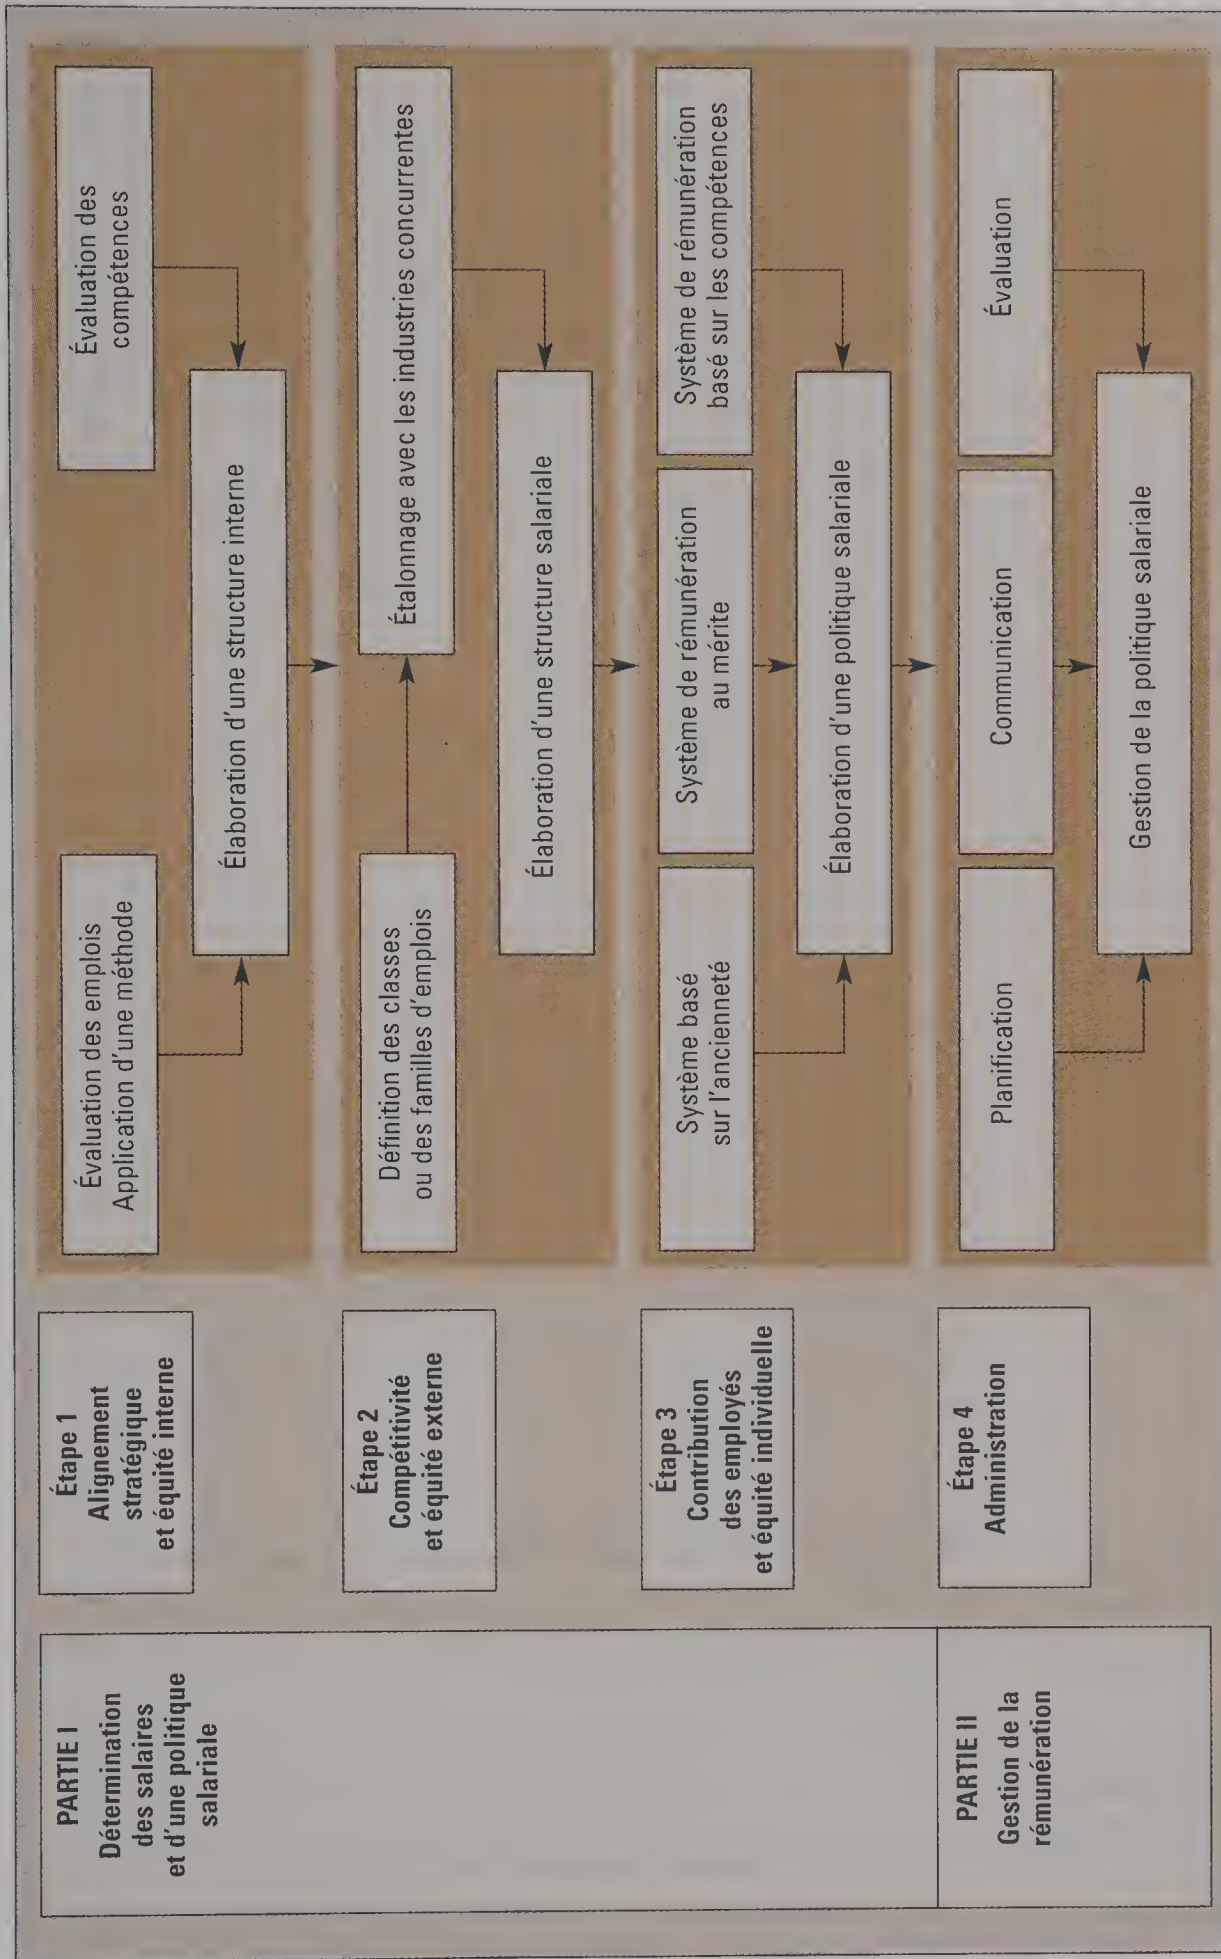 PARTIE I
Détermination
des salaires
et d'une politique
salariale
Étape 1
Alignement
stratégique
et équité interne
Évaluation des emplois
Application d'une méthode
Évaluation des
compétences
Élaboration d'une structure interne
Étape 2
Compétitivité
et équité externe
Définition des classes
ou des familles d'emplois
Étalonnage avec les industries concurrentes
Élaboration d'une structure salariale
Étape 3
Contribution
des employés
et équité individuelle
Système basé
sur l'ancienneté
Système de rémunération
au mérite
Système de rémunération
basé sur les compétences
Élaboration d'une politique salariale
PARTIE II
Gestion de la
rémunération
Étape 4
Administration
Planification
Communication
Évaluation
Gestion de la politique salariale